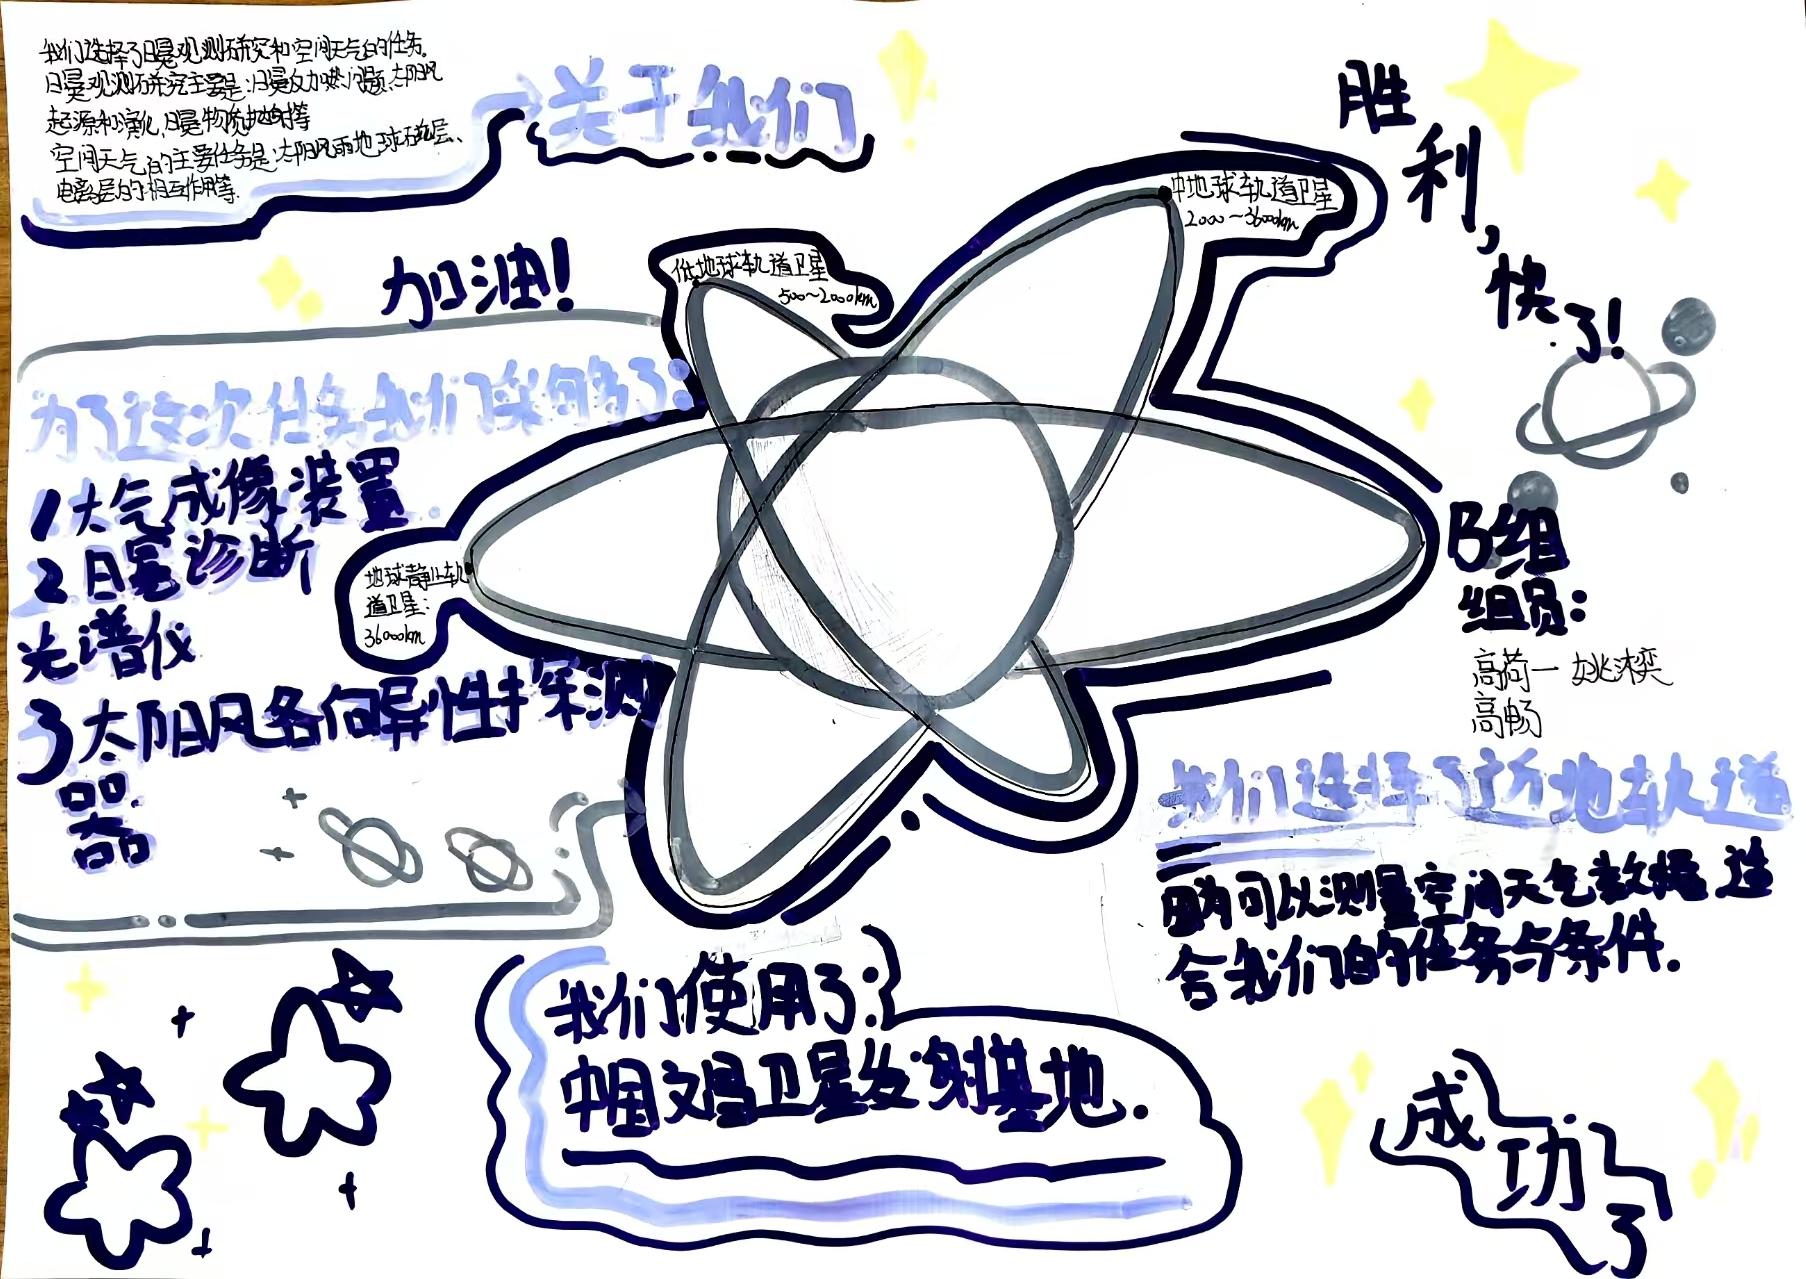 我们选择了日冕观测研究和空间天气的任务.
日冕观测研究主要是:日冕反加热问题,太阳风
起源和演化,日冕物质抛射等
空间天气的主要任务是:太阳风雨地球磁层、
电离层的相互作用等.
关于我们
胜利,快了!
加油!
中地球轨道卫星
2000～36000km
低地球轨道卫星
500～2000km
地球静止轨
道卫星:
36000km
为了这次任务我们采购了:
1大气成像装置
2日冕诊断
光谱仪
3太阳风各向异性探测
器
B组
组员:
高荷一 姚沐奕
高畅
我们选择了近地轨道
因为可以测量空间天气数据 适
合我们的任务与条件.
我们使用了:
中国文昌卫星发射基地.
成功了